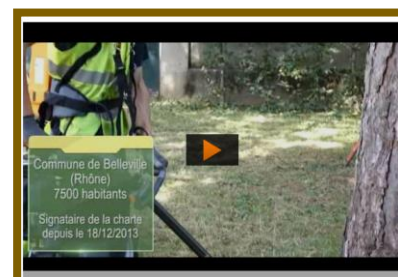 Commune de Belleville
(Rhône)
7500 habitants
Signataire de la charte
depuis le 18/12/2013